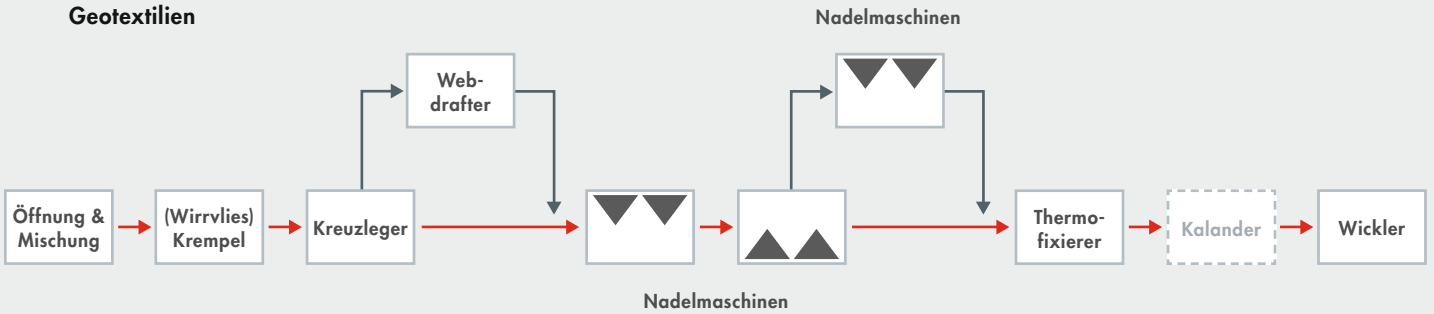 Geotextilien
Nadelmaschinen
Web-
drafter
Öffnung &
Mischung
(Wirrvlies)
Krempel
Kreuzleger
Thermo-
fixierer
Kalander
Wickler
Nadelmaschinen